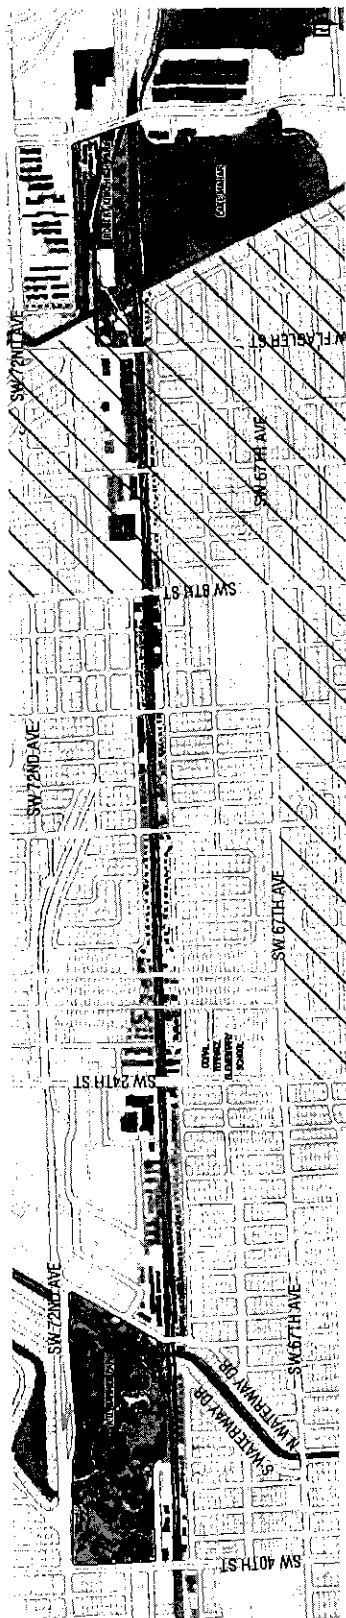 SW 72ND AVE
W FLAGLER ST
SW 67TH AVE
SW 8TH ST
SW 72ND AVE
SW 67TH AVE
CORAL
TERRACE
ELEMENTARY
SCHOOL
SW 24TH ST
SW 72ND AVE
SW 67TH AVE
N WATERWAY DR
S WATERWAY DR
SW 40TH ST